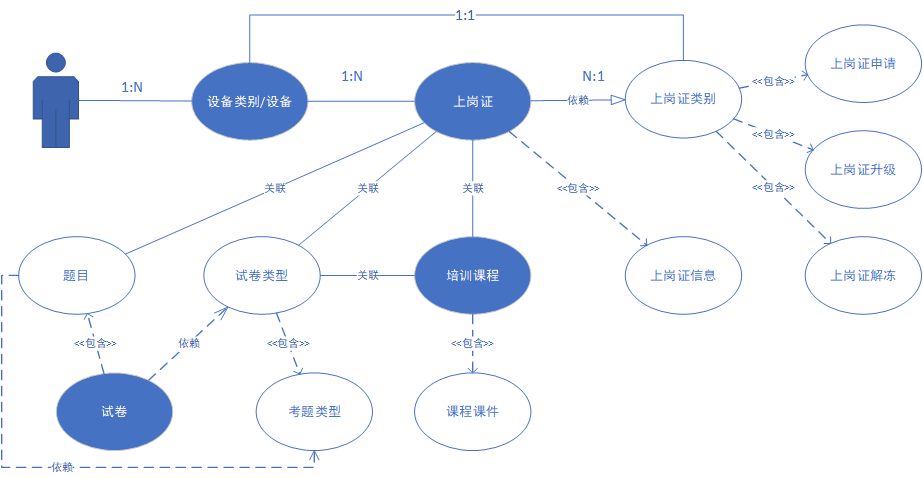 1:1
上岗证申请
<<包含>>
1:N
1:N
N:1
设备类别/设备
上岗证
依赖
上岗证类别
<<包含>>
上岗证升级
关联
关联
关联
<<包含>>
<<包含>>
题目
试卷类型
关联
培训课程
上岗证信息
上岗证解冻
<<包含>>
依赖
<<包含>>
<<包含>>
试卷
考题类型
课程课件
依赖